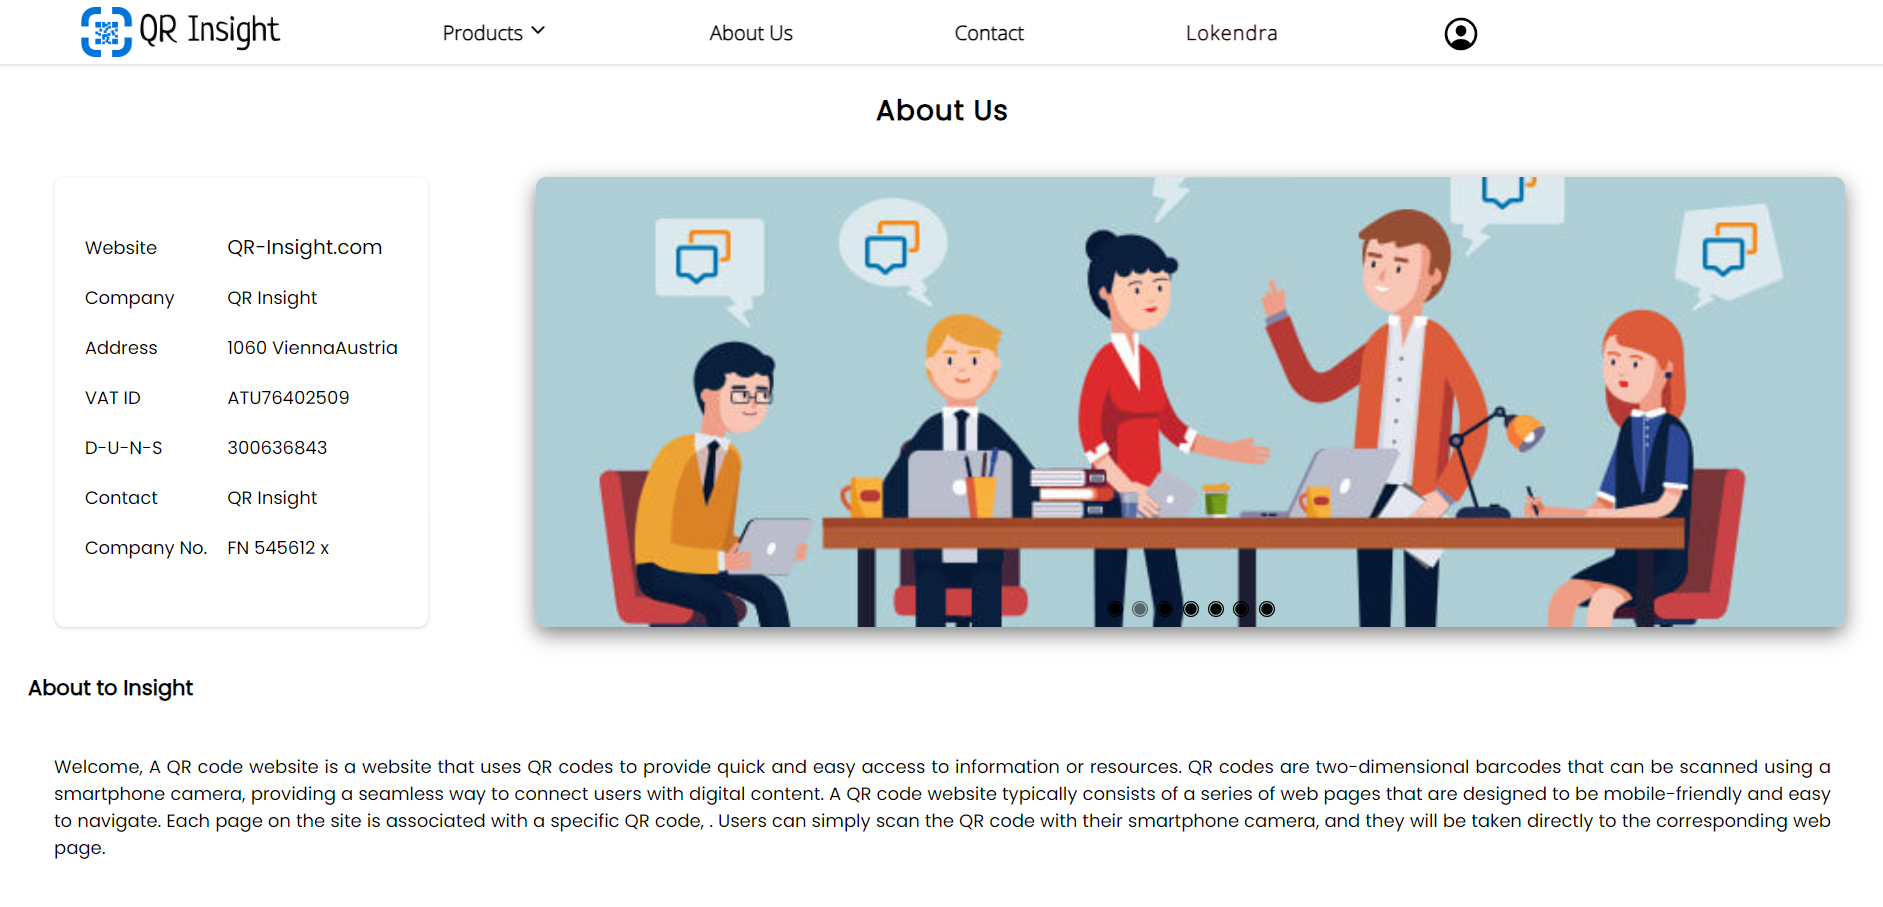 QR Insight
Products
About Us
Contact
Lokendra
About Us
Website QR-Insight.com
Company QR Insight
Address 1060 ViennaAustria
VAT ID ATU76402509
D-U-N-S 300636843
Contact QR Insight
Company No. FN 545612 x
About to Insight
Welcome, A QR code website is a website that uses QR codes to provide quick and easy access to information or resources. QR codes are two-dimensional barcodes that can be scanned using a
smartphone camera, providing a seamless way to connect users with digital content. A QR code website typically consists of a series of web pages that are designed to be mobile-friendly and easy
to navigate. Each page on the site is associated with a specific QR code, . Users can simply scan the QR code with their smartphone camera, and they will be taken directly to the corresponding web
page.